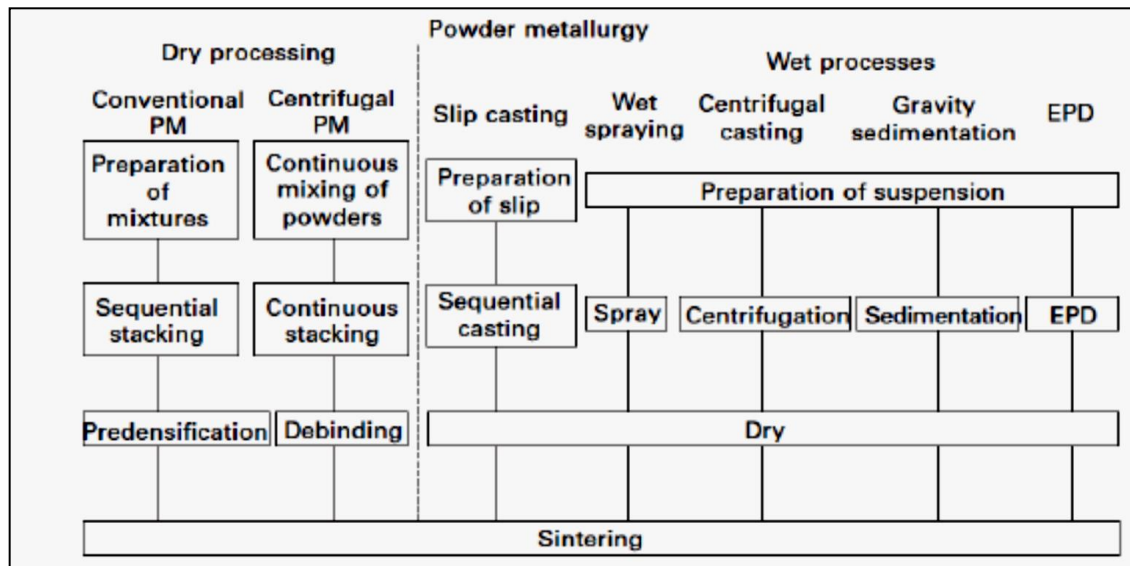 Powder metallurgy
Dry processing
Wet processes
Conventional
PM
Centrifugal
PM
Slip casting
Wet
spraying
Centrifugal
casting
Gravity
sedimentation
EPD
Preparation
of
mixtures
Continuous
mixing of
powders
Preparation
of slip
Preparation of suspension
Sequential
stacking
Continuous
stacking
Sequential
casting
Spray
Centrifugation
Sedimentation
EPD
Predensification
Debinding
Dry
Sintering